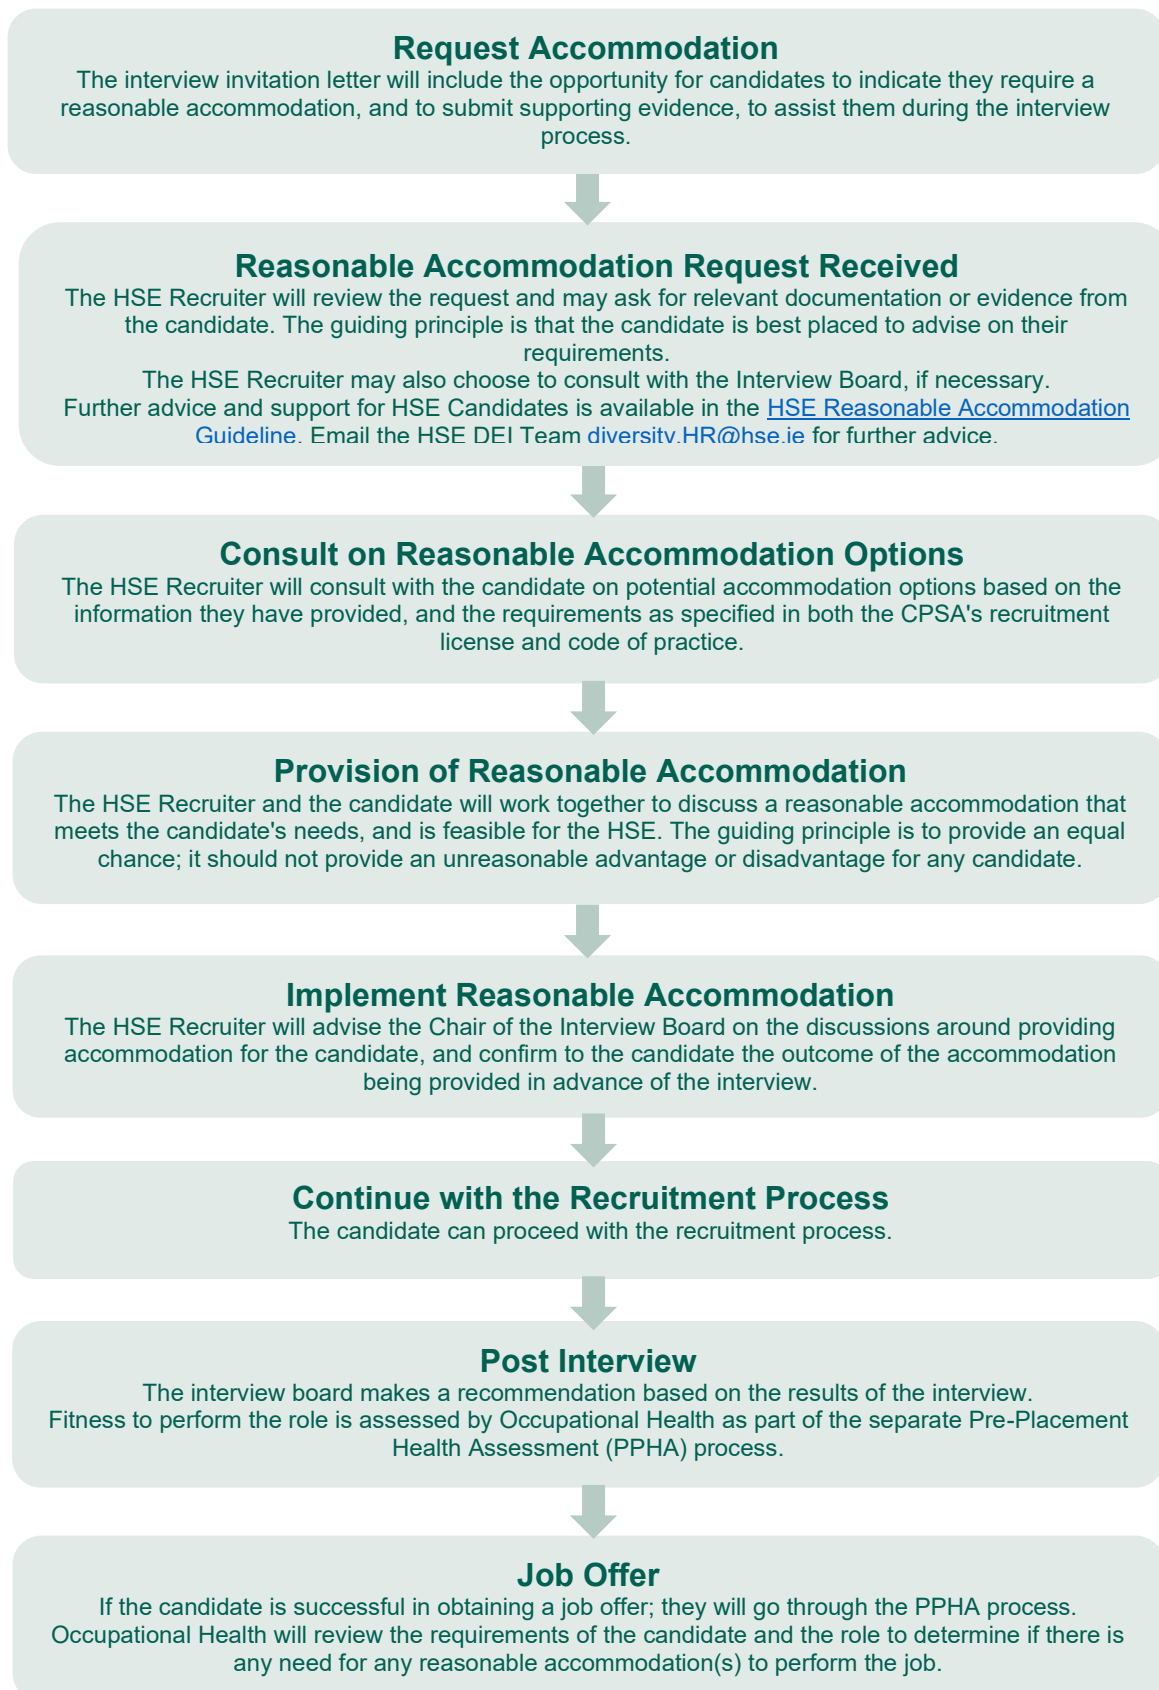 Request Accommodation
The interview invitation letter will include the opportunity for candidates to indicate they require a
reasonable accommodation, and to submit supporting evidence, to assist them during the interview
process.
Reasonable Accommodation Request Received
The HSE Recruiter will review the request and may ask for relevant documentation or evidence from
the candidate. The guiding principle is that the candidate is best placed to advise on their
requirements.
The HSE Recruiter may also choose to consult with the Interview Board, if necessary.
Further advice and support for HSE Candidates is available in the HSE Reasonable Accommodation
Guideline. Email the HSE DEI Team diversity.HR@hse.ie for further advice.
Consult on Reasonable Accommodation Options
The HSE Recruiter will consult with the candidate on potential accommodation options based on the
information they have provided, and the requirements as specified in both the CPSA's recruitment
license and code of practice.
Provision of Reasonable Accommodation
The HSE Recruiter and the candidate will work together to discuss a reasonable accommodation that
meets the candidate's needs, and is feasible for the HSE. The guiding principle is to provide an equal
chance; it should not provide an unreasonable advantage or disadvantage for any candidate.
Implement Reasonable Accommodation
The HSE Recruiter will advise the Chair of the Interview Board on the discussions around providing
accommodation for the candidate, and confirm to the candidate the outcome of the accommodation
being provided in advance of the interview.
Continue with the Recruitment Process
The candidate can proceed with the recruitment process.
Post Interview
The interview board makes a recommendation based on the results of the interview.
Fitness to perform the role is assessed by Occupational Health as part of the separate Pre-Placement
Health Assessment (PPHA) process.
Job Offer
If the candidate is successful in obtaining a job offer; they will go through the PPHA process.
Occupational Health will review the requirements of the candidate and the role to determine if there is
any need for any reasonable accommodation(s) to perform the job.